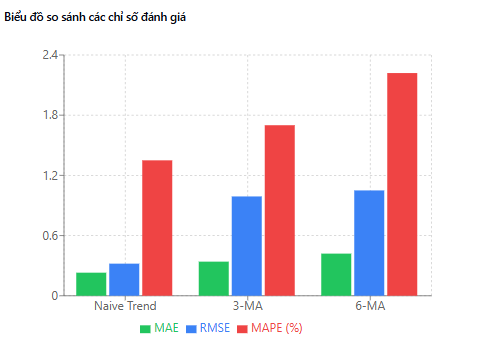 Biểu đồ so sánh các chỉ số đánh giá
2.4
1.8
1.2
0.6
0
Naive Trend 3-MA 6-MA
MAE RMSE MAPE (%)